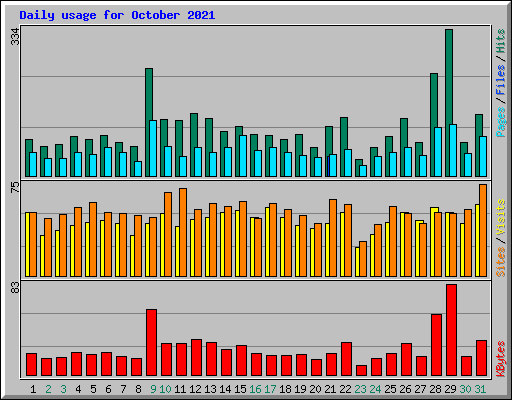 Daily usage for October 2021
334
Pages / Files / Hits
75
Sites / Visits
83
KBytes
1 2 3 4 5 6 7 8 9 10 11 12 13 14 15 16 17 18 19 20 21 22 23 24 25 26 27 28 29 30 31